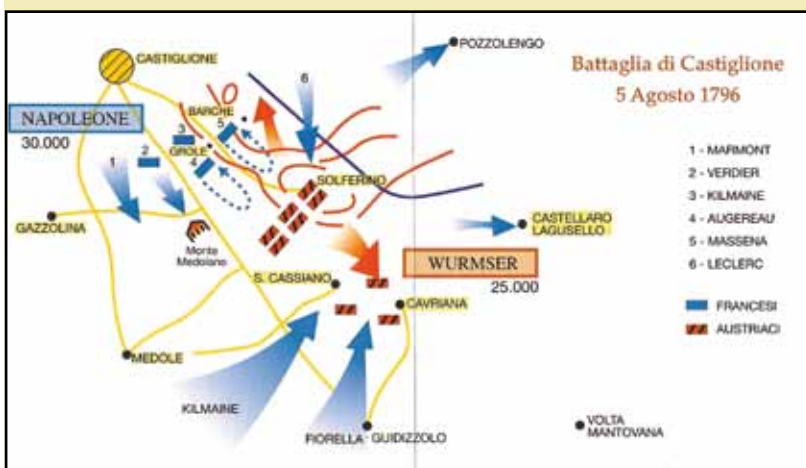 CASTIGLIONE
POZZOLENGO
Battaglia di Castiglione
5 Agosto 1796
NAPOLEONE
30.000
BARCHE
6
5
3
GROLE
4
2
1
SOLFERINO
1 - MARMONT
2 - VERDIER
3 - KILMAINE
4 - AUGEREAU
5 - MASSENA
6 - LECLERC
GAZZOLINA
Monte
Medolano
CASTELLARO
LAGUSELLO
WURMSER
25.000
S. CASSIANO
CAVRIANA
FRANCESI
AUSTRIACI
MEDOLE
KILMAINE
FIORELLA - GUIDIZZOLO
VOLTA
MANTOVANA